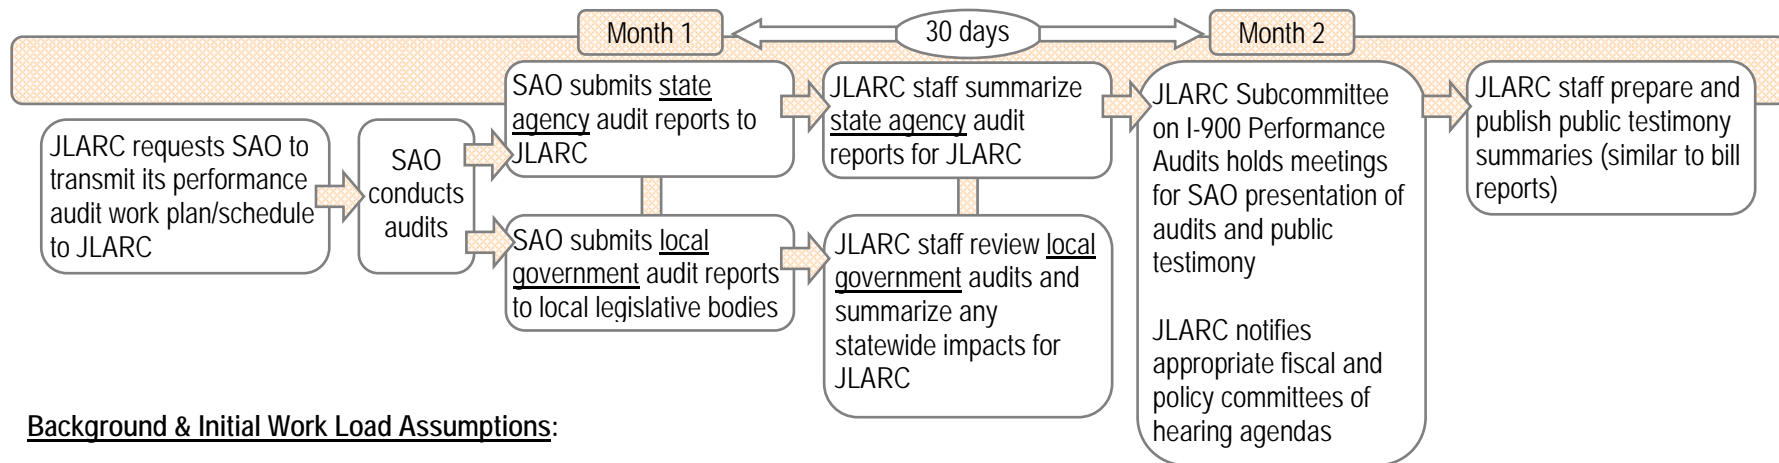 Month 1
30 days
Month 2
JLARC requests SAO to
transmit its performance
audit work plan/schedule
to JLARC
SAO
conducts
audits
SAO submits state
agency audit reports to
JLARC
SAO submits local
government audit reports
to local legislative bodies
JLARC staff summarize
state agency audit
reports for JLARC
JLARC staff review local
government audits and
summarize any
statewide impacts for
JLARC
JLARC Subcommittee
on I-900 Performance
Audits holds meetings
for SAO presentation of
audits and public
testimony
JLARC notifies
appropriate fiscal and
policy committees of
hearing agendas
JLARC staff prepare and
publish public testimony
summaries (similar to bill
reports)
Background & Initial Work Load Assumptions: